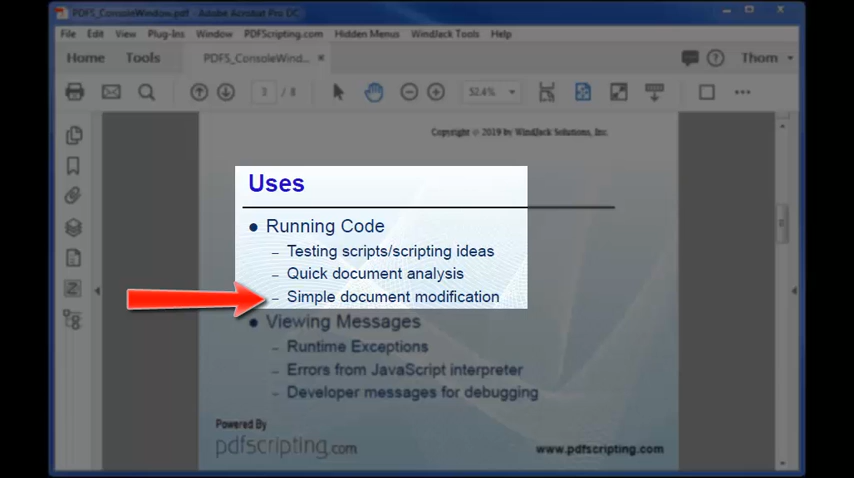 PDFS_ConsoleWindow.pdf - Adobe Acrobat Pro DC
File Edit View Plug-Ins Window PDFScripting.com Hidden Menus WindJack Tools Help
Home Tools PDFS_ConsoleWind... × Thom
3 / 8 52.4%
Copyright © 2019 by WindJack Solutions, Inc.
Uses
● Running Code
– Testing scripts/scripting ideas
– Quick document analysis
– Simple document modification
● Viewing Messages
– Runtime Exceptions
– Errors from JavaScript interpreter
– Developer messages for debugging
Powered By
pdfscripting.com
www.pdfscripting.com